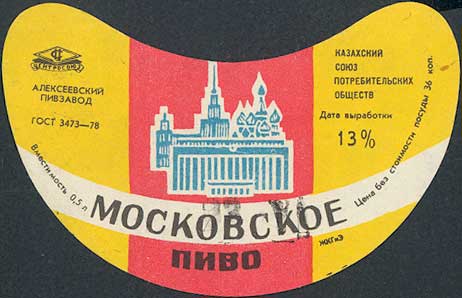 ЦЕНТРОСОЮЗ
АЛЕКСЕЕВСКИЙ
ПИВЗАВОД
ГОСТ 3473—78
Вместимость 0,5 л
МОСКОВСКОЕ
ПИВО
КАЗАХСКИЙ
СОЮЗ
ПОТРЕБИТЕЛЬСКИХ
ОБЩЕСТВ
Дата выработки
13%
Цена без стоимости посуды 36 коп.